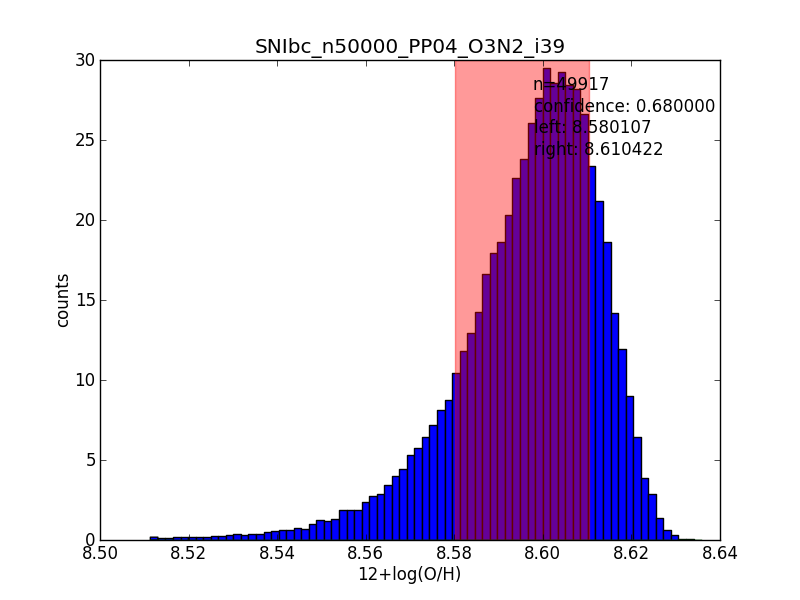 SNIbc_n50000_PP04_O3N2_i39
30
25
20
15
10
5
0
counts
n=49917
confidence: 0.680000
left: 8.580107
right: 8.610422
8.50 8.52 8.54 8.56 8.58 8.60 8.62 8.64
12+log(O/H)